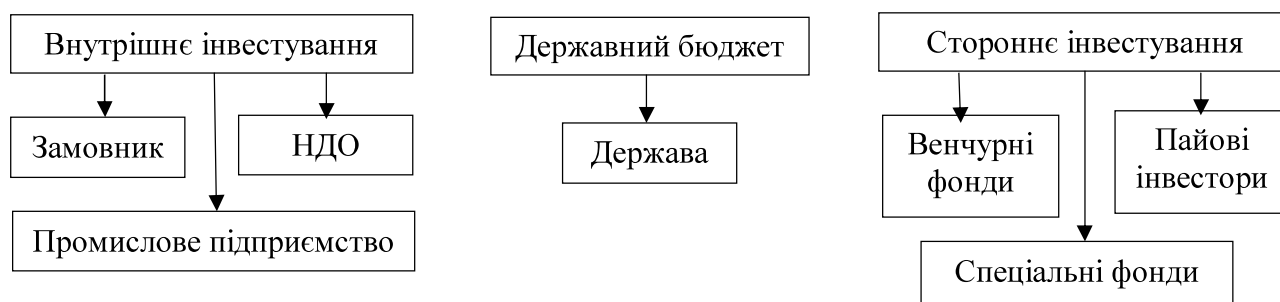 Внутрішнє інвестування
Державний бюджет
Стороннє інвестування
Замовник
НДО
Держава
Венчурні
фонди
Пайові
інвестори
Промислове підприємство
Спеціальні фонди